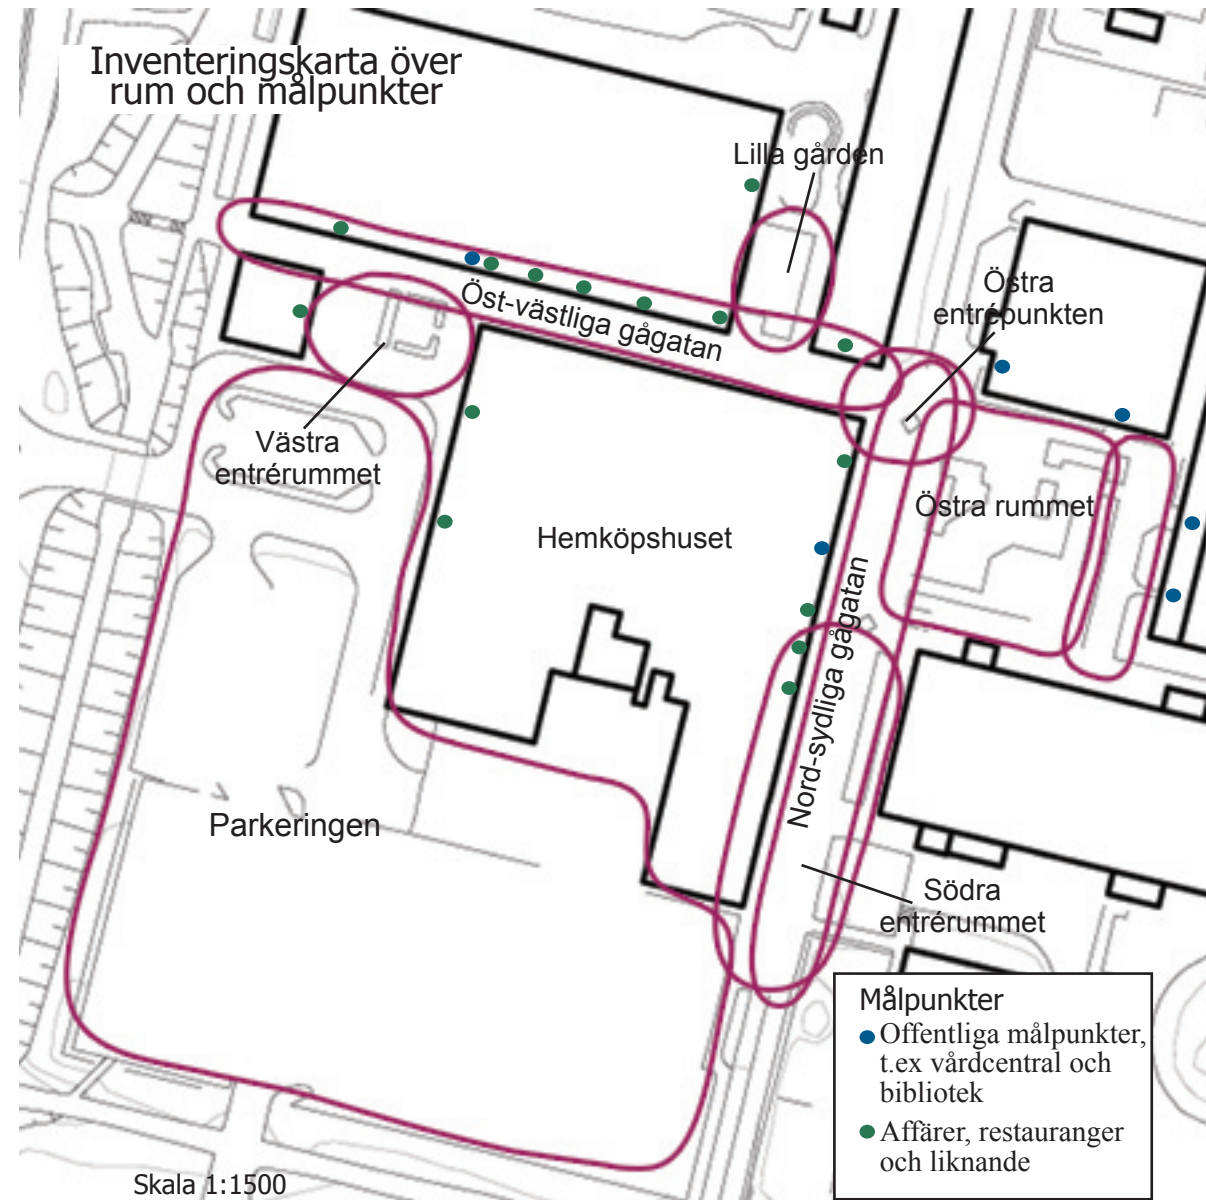 Inventeringskarta över
rum och målpunkter
Lilla gården
Östra
entrépunkten
Öst-västliga gågatan
Västra
entrérummet
Östra rummet
Hemköpshuset
Nord-sydliga gågatan
Parkeringen
Södra
entrérummet
Målpunkter
Offentliga målpunkter,
t.ex vårdcentral och
bibliotek
Affärer, restauranger
och liknande
Skala 1:1500